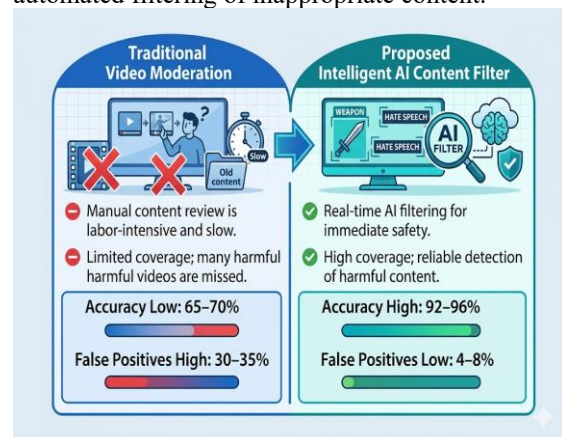 automated filtering of inappropriate content.
Traditional
Video Moderation
?
Slow
Old
content
Manual content review is
labor-intensive and slow.
Limited coverage; many harmful
harmful videos are missed.
Accuracy Low: 65–70%
False Positives High: 30–35%
Proposed
Intelligent AI Content Filter
WEAPON
HATE SPEECH
HATE SPEECH
AI
FILTER
Real-time AI filtering for
immediate safety.
High coverage; reliable detection
of harmful content.
Accuracy High: 92–96%
False Positives Low: 4–8%